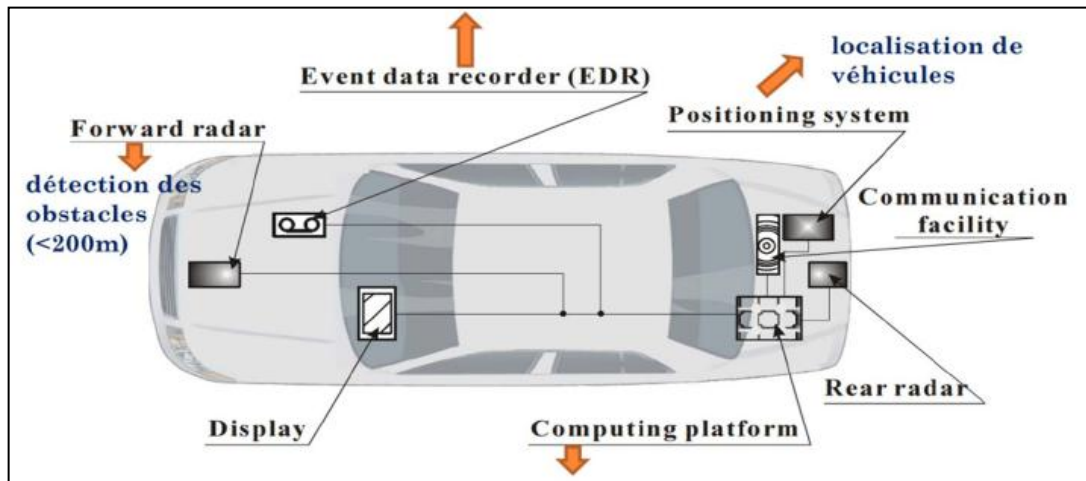 Event data recorder (EDR)
localisation de
véhicules
Forward radar
Positioning system
détection des
obstacles
(<200m)
Communication
facility
Rear radar
Display
Computing platform